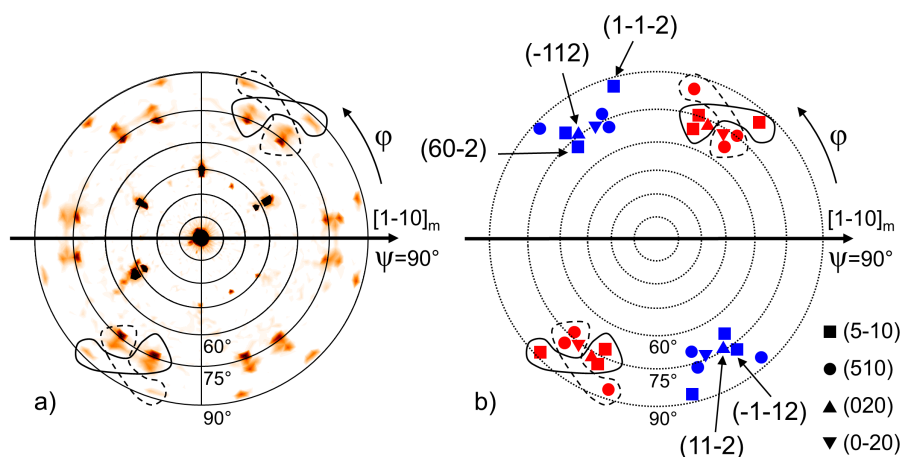 (1-1-2)
(-112)
φ
φ
(60-2)
[1-10]m
[1-10]m
ψ=90°
ψ=90°
(5-10)
60°
60°
(510)
75°
75°
(020)
a)
90°
b)
90°
(-1-12)
(11-2)
(0-20)